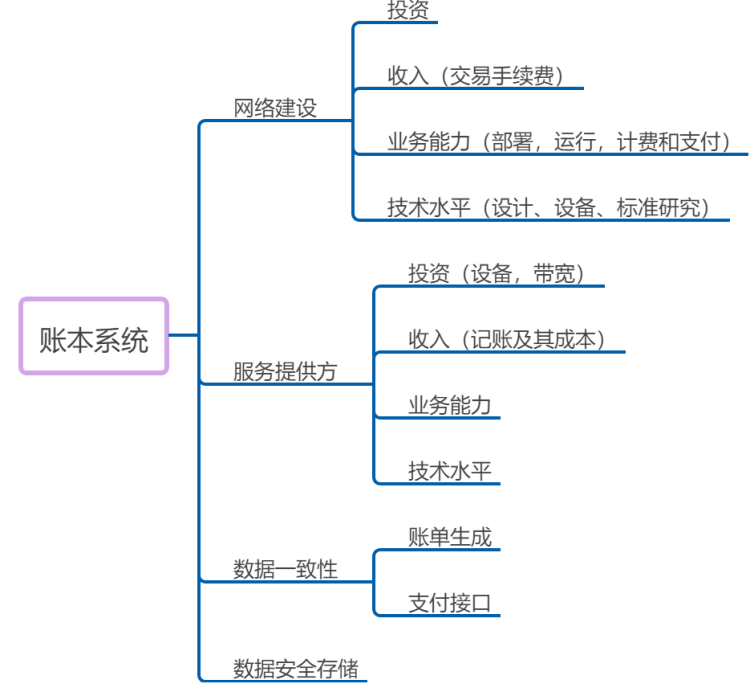 投资
收入（交易手续费）
网络建设
业务能力（部署，运行，计费和支付）
技术水平（设计、设备、标准研究）
投资（设备，带宽）
账本系统
收入（记账及其成本）
服务提供方
业务能力
技术水平
账单生成
数据一致性
支付接口
数据安全存储